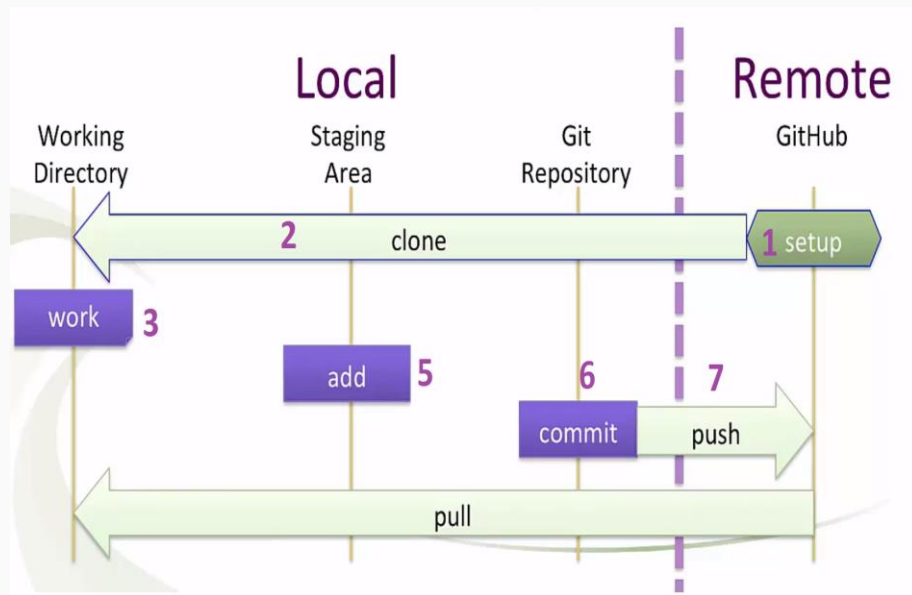 Local
Remote
Working
Directory
Staging
Area
Git
Repository
GitHub
2
clone
1
setup
work
3
add
5
6
7
commit
push
pull